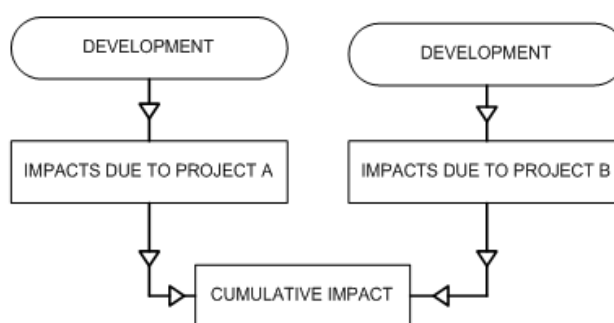 DEVELOPMENT
DEVELOPMENT
IMPACTS DUE TO PROJECT A
IMPACTS DUE TO PROJECT B
CUMULATIVE IMPACT